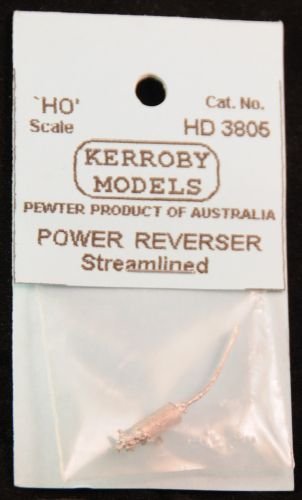 `HO' Cat. No.
Scale HD 3805
KERROBY
MODELS
PEWTER PRODUCT OF AUSTRALIA
POWER REVERSER
Streamlined